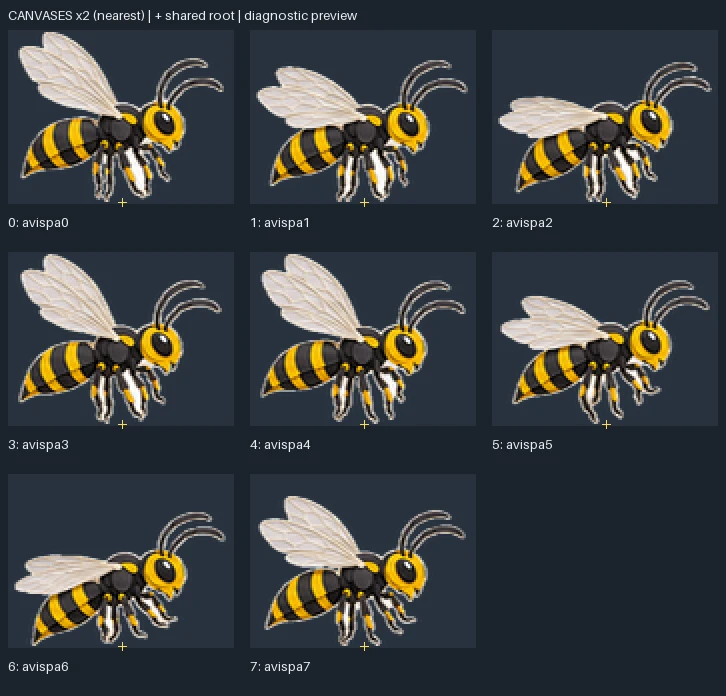 CANVASES x2 (nearest) | + shared root | diagnostic preview
0: avispa0
1: avispa1
2: avispa2
3: avispa3
4: avispa4
5: avispa5
6: avispa6
7: avispa7